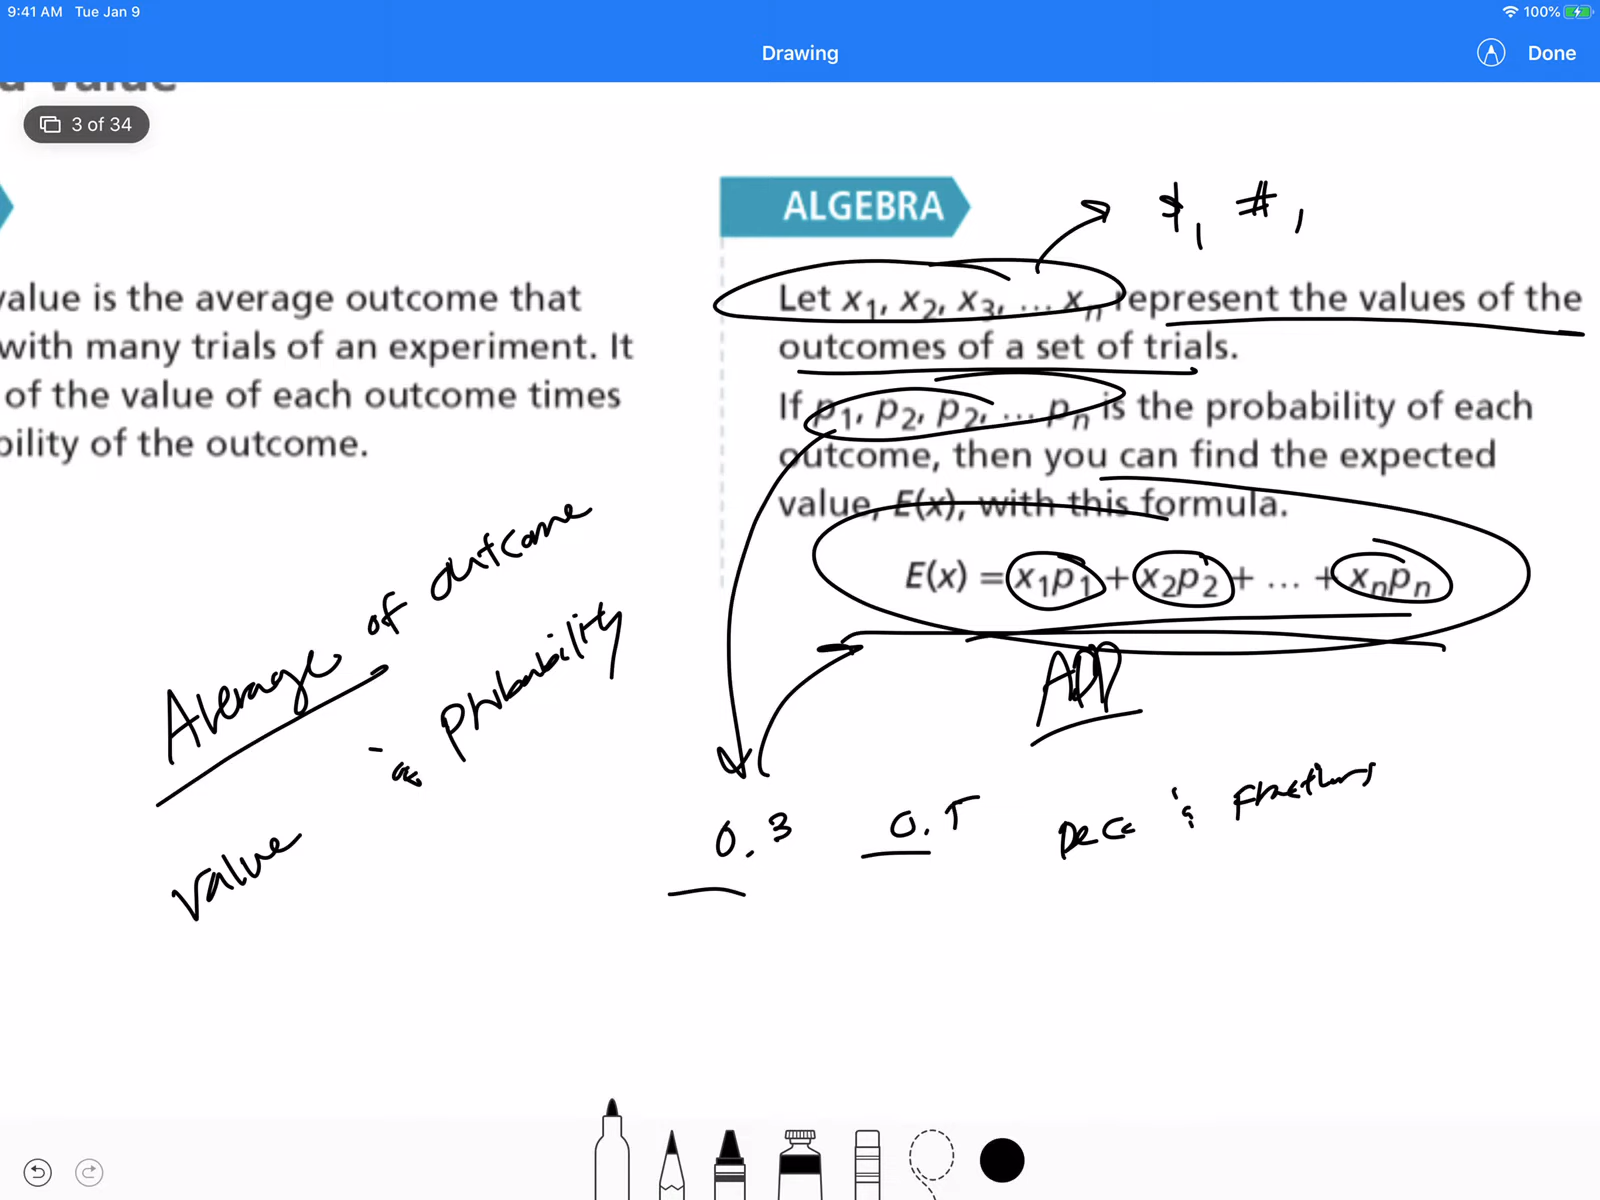 9:41 AM Tue Jan 9
100%
Drawing
Done
a value
3 of 34
ALGEBRA
$, #,
value is the average outcome that
with many trials of an experiment. It
of the value of each outcome times
bility of the outcome.
Let x₁, x₂, x₃, ... xₙ represent the values of the
outcomes of a set of trials.
If p₁, p₂, p₂, ... pₙ is the probability of each
outcome, then you can find the expected
value, E(x), with this formula.
E(x) = x₁p₁ + x₂p₂ + ... + xₙpₙ
Average of outcome
probability
value
ADD
0.3 0.5